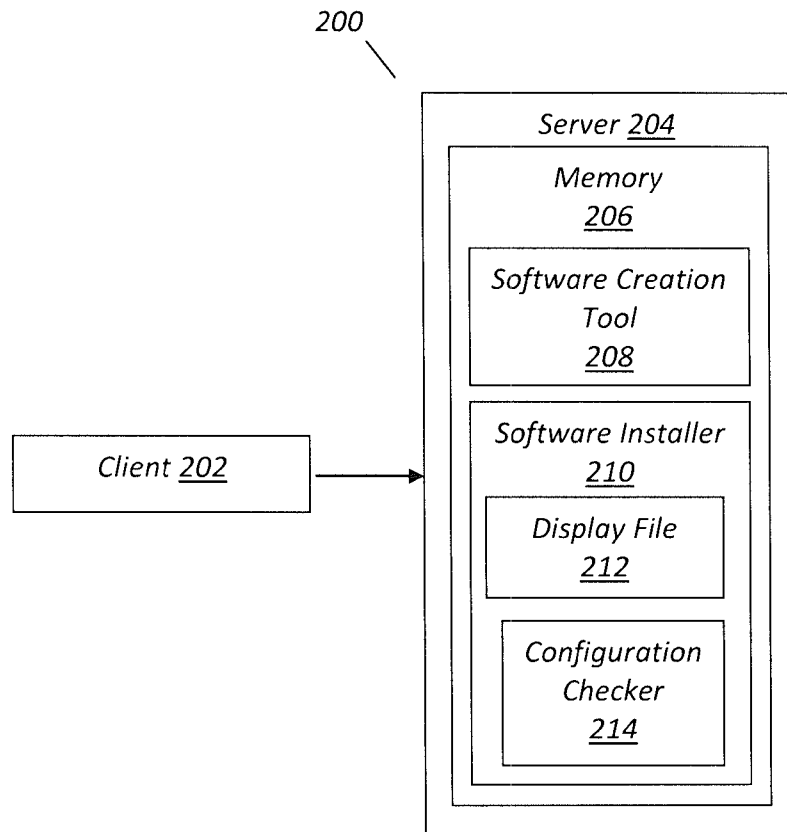 200
Server 204
Memory
206
Software Creation
Tool
208
Software Installer
210
Client 202
Display File
212
Configuration
Checker
214